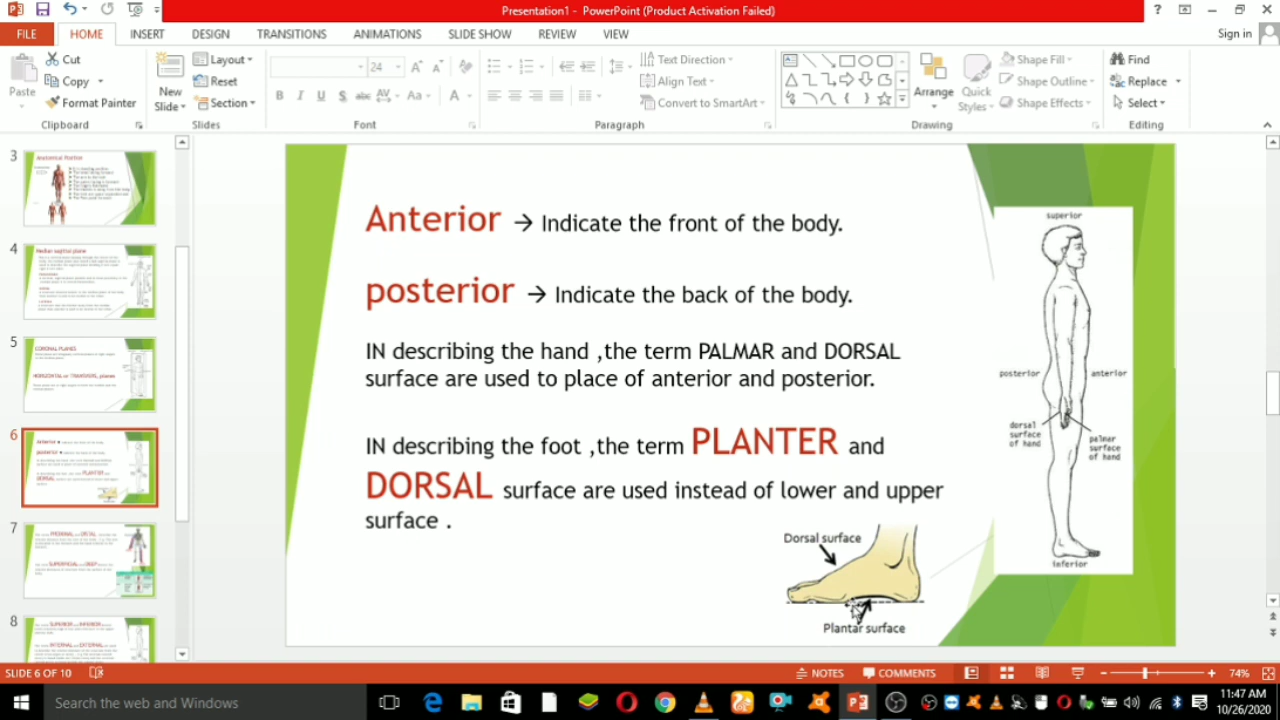 Presentation1 - PowerPoint (Product Activation Failed)
FILE HOME INSERT DESIGN TRANSITIONS ANIMATIONS SLIDE SHOW REVIEW VIEW Sign in
Paste
Cut
Copy
Format Painter
Clipboard
New Slide
Layout
Reset
Section
Slides
24
Font
Text Direction
Align Text
Convert to SmartArt
Paragraph
Arrange
Quick Styles
Shape Fill
Shape Outline
Shape Effects
Drawing
Find
Replace
Select
Editing
3
4
5
6
7
8
Anterior → Indicate the front of the body.
posterior → Indicate the back of the body.
IN describing the hand ,the term PALMAR and DORSAL
surface are used to place of anterior and posterior.
IN describing the foot ,the term PLANTER and
DORSAL surface are used instead of lower and upper
surface .
Dorsal surface
Plantar surface
superior
posterior
anterior
dorsal
surface
of hand
palmar
surface
of hand
inferior
SLIDE 6 OF 10
NOTES COMMENTS 74%
Search the web and Windows
11:47 AM
10/26/2020